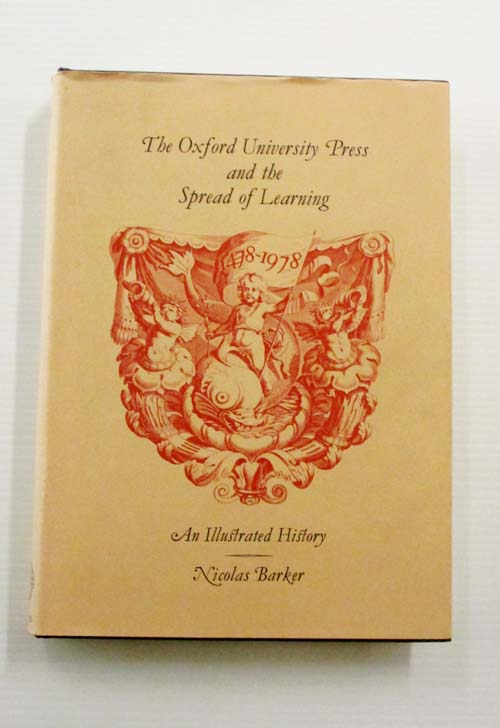 The Oxford University Press
and the
Spread of Learning
1478-1978
An Illustrated History
Nicolas Barker